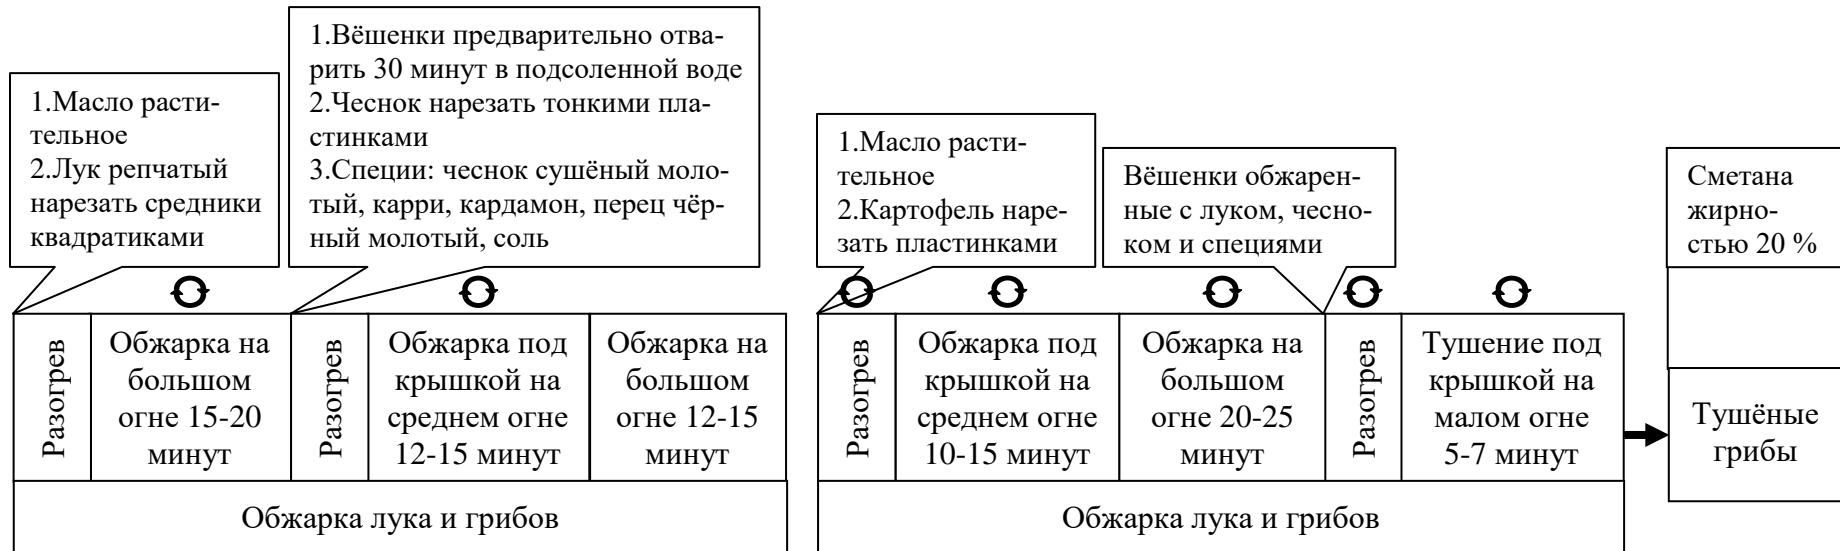 1.Масло расти-
тельное
2.Лук репчатый
нарезать средники
квадратиками
1.Вёшенки предварительно отва-
рить 30 минут в подсоленной воде
2.Чеснок нарезать тонкими пла-
стинками
3.Специи: чеснок сушёный моло-
тый, карри, кардамон, перец чёр-
ный молотый, соль
1.Масло расти-
тельное
2.Картофель наре-
зать пластинками
Вёшенки обжарен-
ные с луком, чесно-
ком и специями
Сметана
жирно-
стью 20 %
Разогрев
Обжарка на
большом
огне 15-20
минут
Разогрев
Обжарка под
крышкой на
среднем огне
12-15 минут
Обжарка на
большом
огне 12-15
минут
Обжарка лука и грибов
Разогрев
Обжарка под
крышкой на
среднем огне
10-15 минут
Обжарка на
большом
огне 20-25
минут
Разогрев
Тушение под
крышкой на
малом огне
5-7 минут
Обжарка лука и грибов
Тушёные
грибы